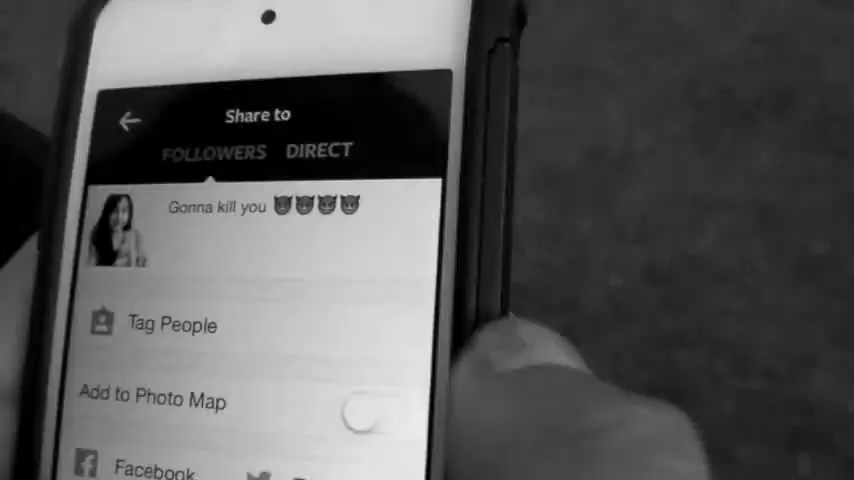 Share to
FOLLOWERS DIRECT
Gonna kill you 😈😈😈😈
Tag People
Add to Photo Map
Facebook